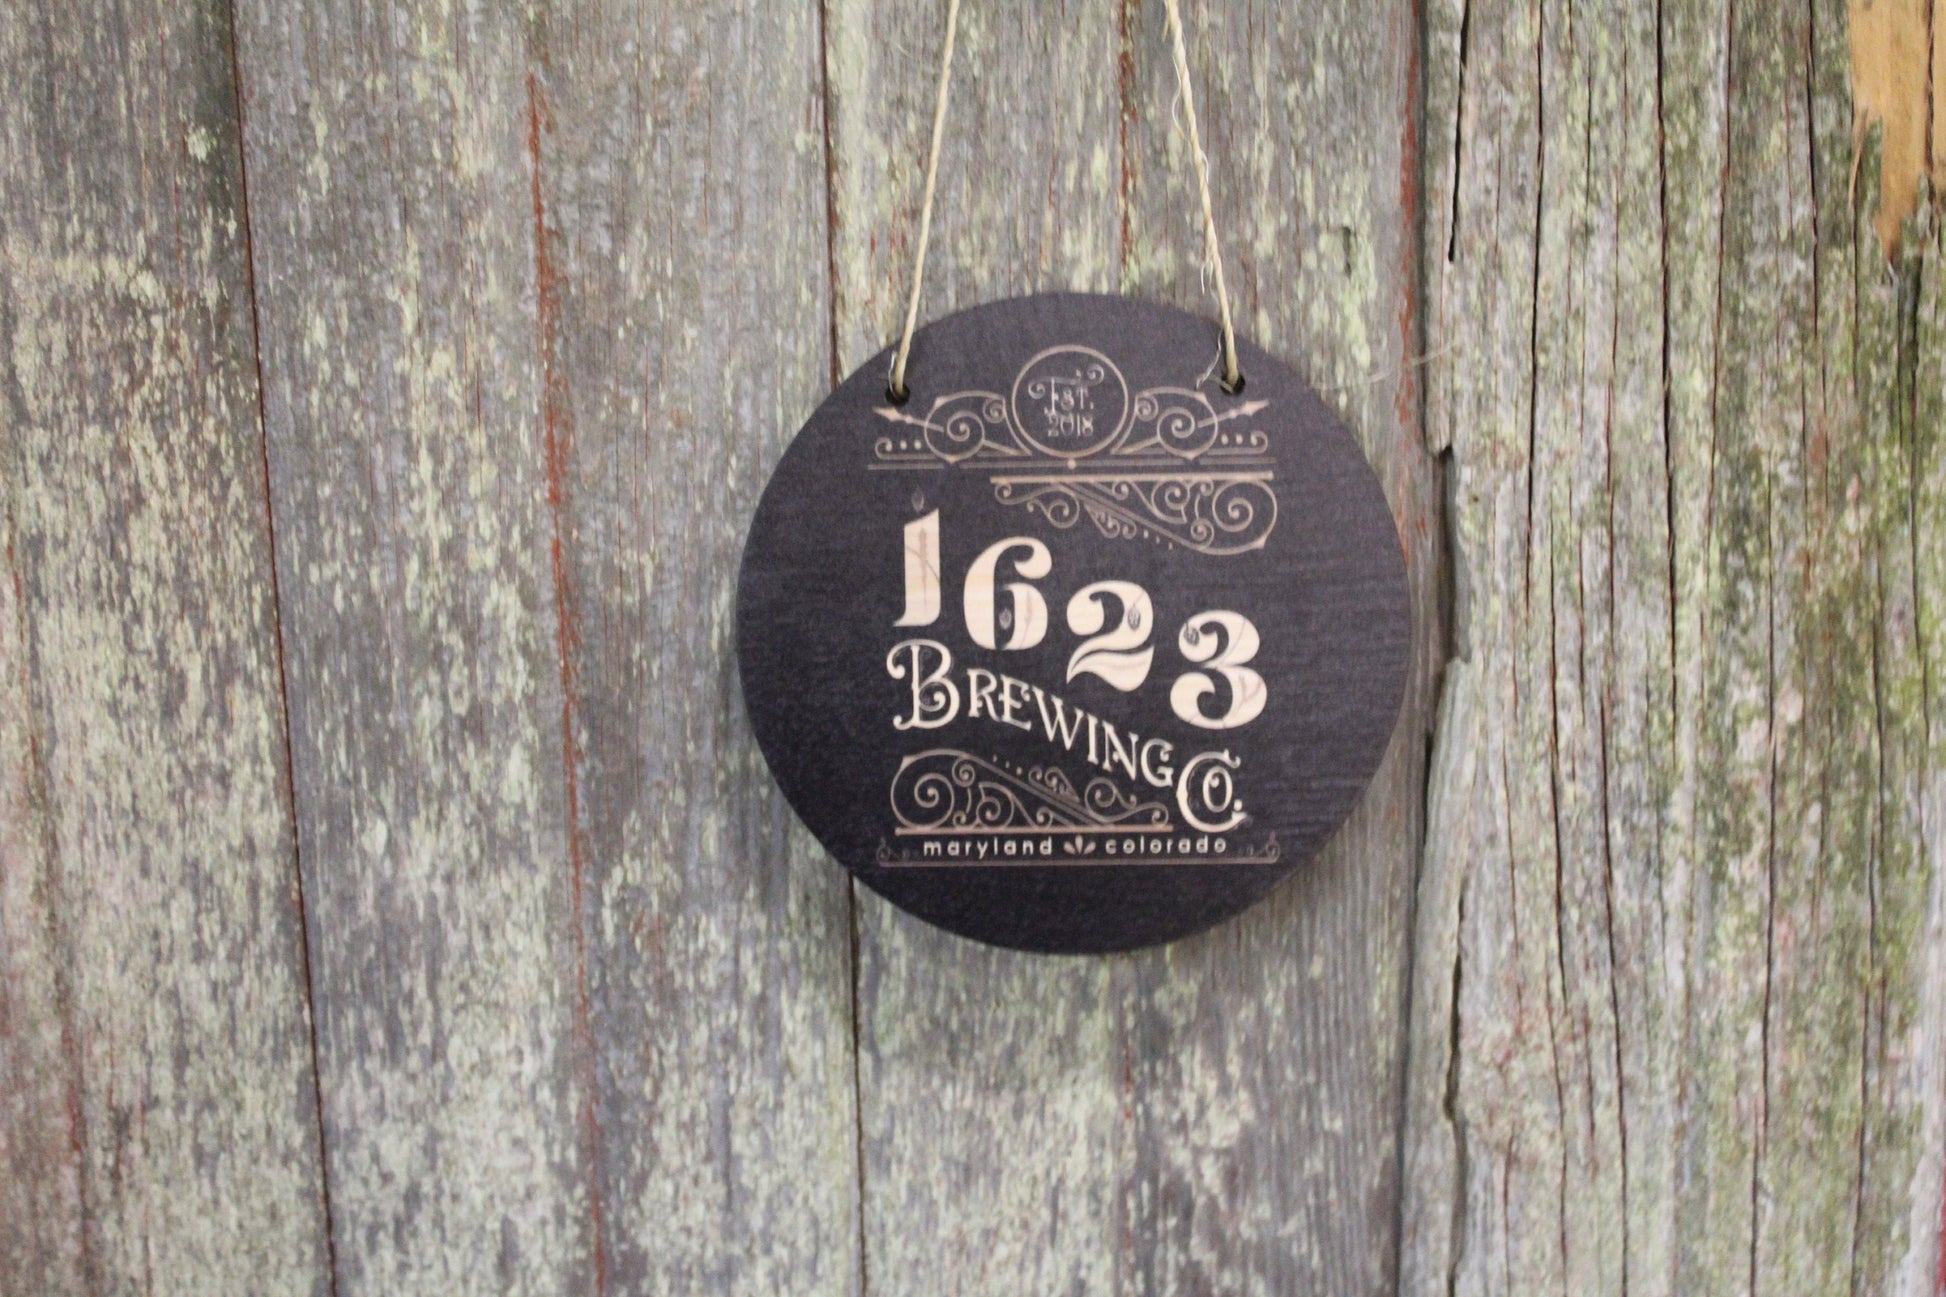 Est.
2018
1623
Brewing Co.
maryland colorado